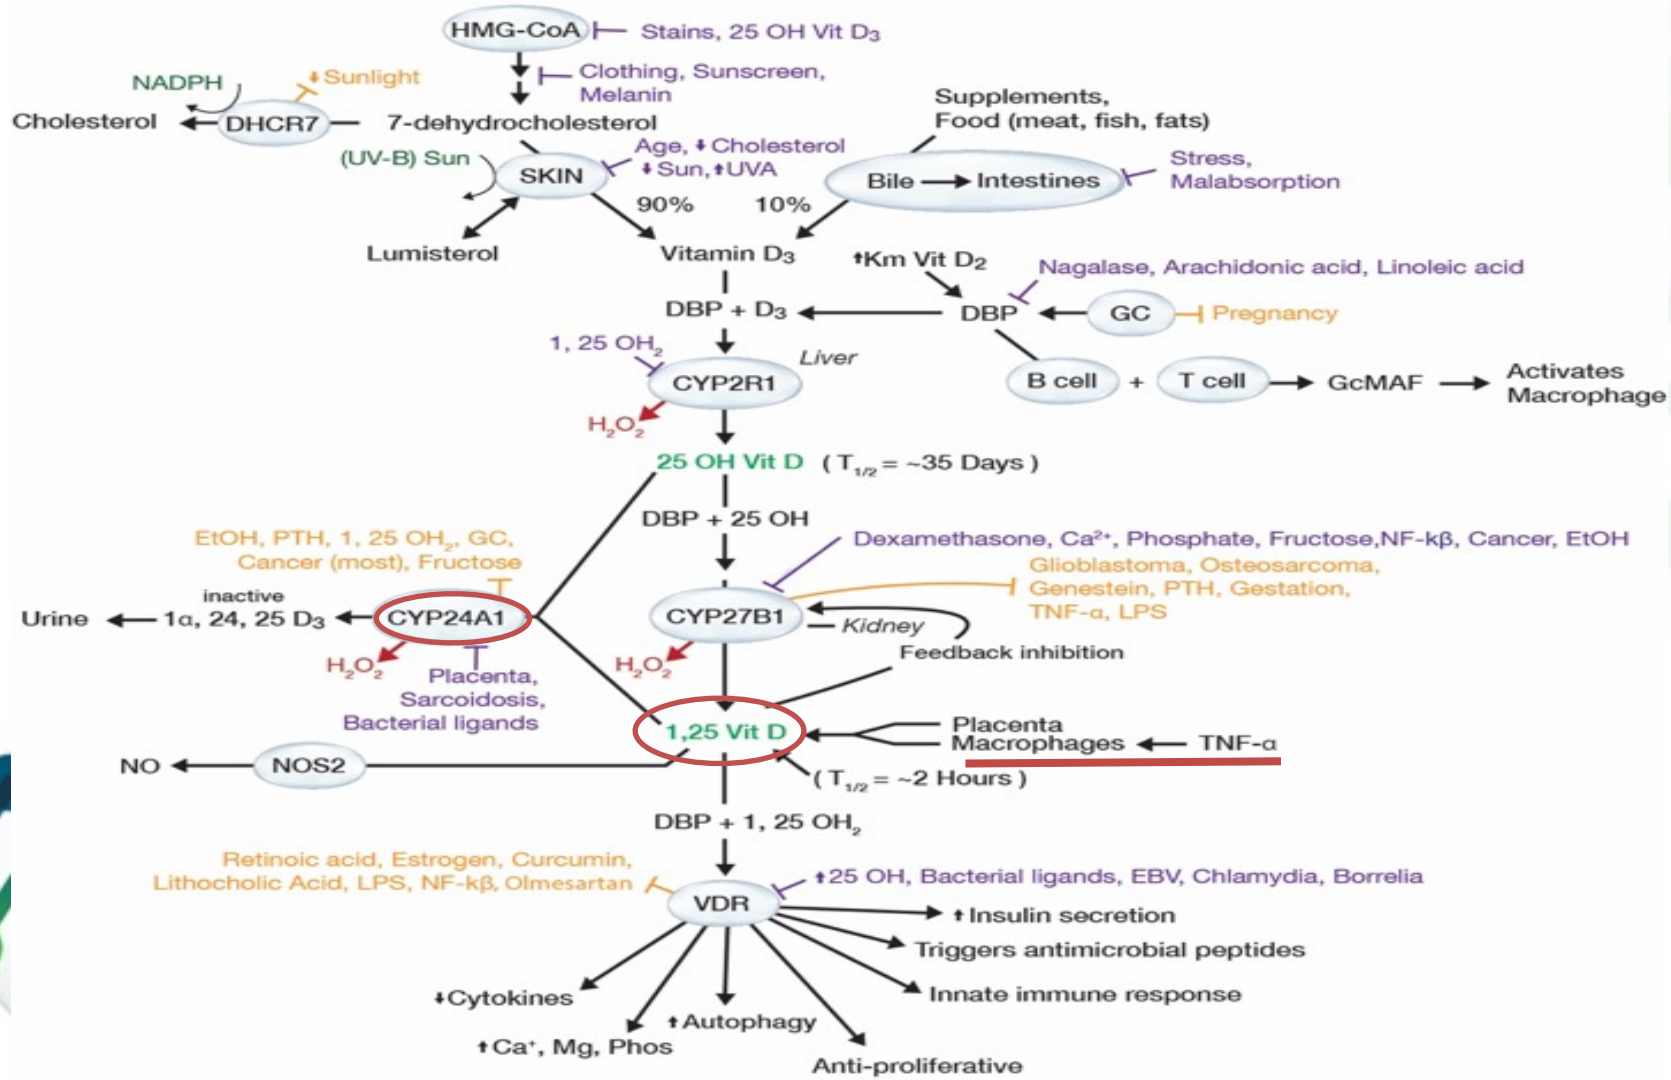 HMG-CoA
Stains, 25 OH Vit D₃
Clothing, Sunscreen,
Melanin
NADPH
Sunlight
Cholesterol
DHCR7
7-dehydrocholesterol
Supplements,
Food (meat, fish, fats)
(UV-B) Sun
SKIN
Age, ⬇Cholesterol
⬇Sun,⬆UVA
Bile
Intestines
Stress,
Malabsorption
90%
10%
Lumisterol
Vitamin D₃
⬆Km Vit D₂
Nagalase, Arachidonic acid, Linoleic acid
DBP + D₃
DBP
GC
Pregnancy
1, 25 OH₂
Liver
CYP2R1
H₂O₂
B cell
+
T cell
GcMAF
Activates
Macrophage
25 OH Vit D
( T₁/₂ = ~35 Days )
DBP + 25 OH
EtOH, PTH, 1, 25 OH₂, GC,
Cancer (most), Fructose
Dexamethasone, Ca²⁺, Phosphate, Fructose,NF-kβ, Cancer, EtOH
Glioblastoma, Osteosarcoma,
Genestein, PTH, Gestation,
TNF-α, LPS
Urine
inactive
1α, 24, 25 D₃
CYP24A1
CYP27B1
Kidney
H₂O₂
H₂O₂
Feedback inhibition
Placenta,
Sarcoidosis,
Bacterial ligands
1,25 Vit D
Placenta
Macrophages
TNF-α
NO
NOS2
( T₁/₂ = ~2 Hours )
DBP + 1, 25 OH₂
Retinoic acid, Estrogen, Curcumin,
Lithocholic Acid, LPS, NF-kβ, Olmesartan
⬆25 OH, Bacterial ligands, EBV, Chlamydia, Borrelia
VDR
⬆Insulin secretion
Triggers antimicrobial peptides
Innate immune response
⬇Cytokines
⬆Autophagy
⬆Ca⁺, Mg, Phos
Anti-proliferative